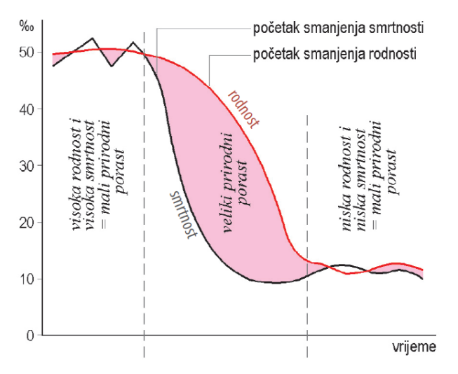 ‰
početak smanjenja smrtnosti
početak smanjenja rodnosti
50
40
30
20
10
0
visoka rodnost i
visoka smrtnost
= mali prirodni
porast
smrtnost
veliki prirodni
porast
rodnost
niska rodnost i
niska smrtnost
= mali prirodni
porast
vrijeme